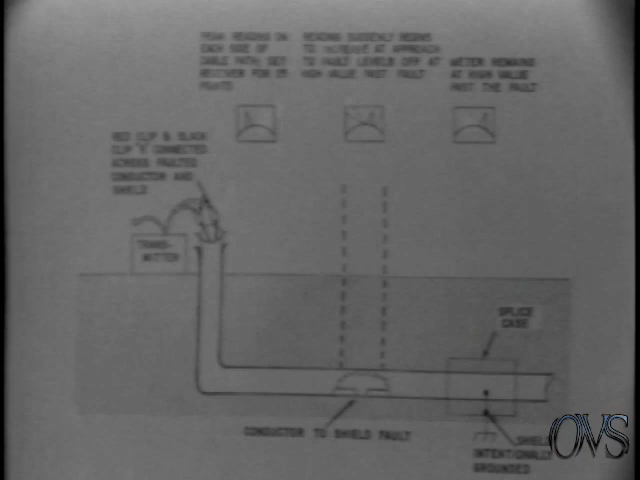 PEAK READING ON
EACH SIDE OF
CABLE PATH; SET
RECEIVER FOR 25
POINTS
READING SUDDENLY BEGINS
TO INCREASE AT APPROACH
TO FAULT LEVELS OFF AT
HIGH VALUE PAST FAULT
METER REMAINS
AT HIGH VALUE
PAST THE FAULT
RED CLIP & BLACK
CLIP CONNECTED
ACROSS FAULTED
CONDUCTOR AND
SHIELD
TRANS-
MITTER
SPLICE
CASE
CONDUCTOR TO SHIELD FAULT
SHIELD
INTENTIONALLY
GROUNDED
OVS